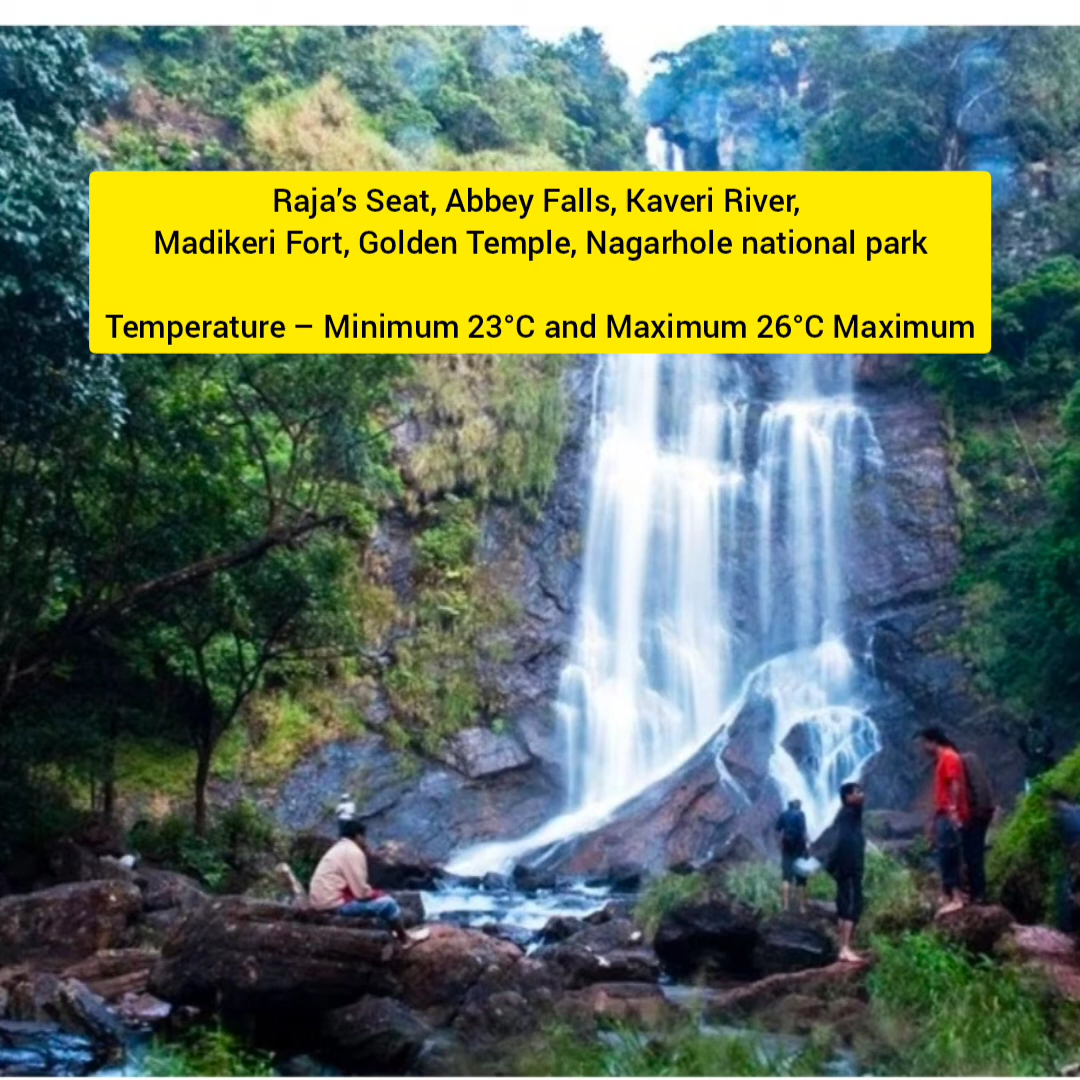 Raja’s Seat, Abbey Falls, Kaveri River,
Madikeri Fort, Golden Temple, Nagarhole national park
Temperature – Minimum 23°C and Maximum 26°C Maximum